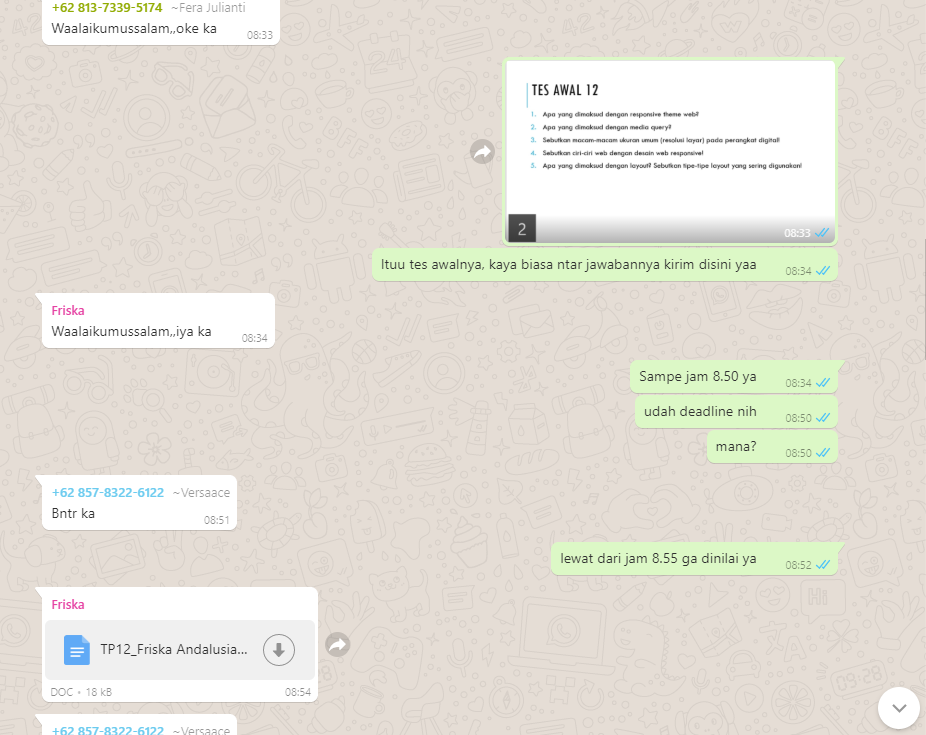 +62 813-7339-5174 ~Fera Julianti
Waalaikumussalam,,oke ka 08:33
TES AWAL 12
1. Apa yang dimaksud dengan responsive theme web?
2. Apa yang dimaksud dengan media query?
3. Sebutkan macam-macam ukuran umum (resolusi layar) pada perangkat digital!
4. Sebutkan ciri-ciri web dengan desain web responsive!
5. Apa yang dimaksud dengan layout? Sebutkan tipe-tipe layout yang sering digunakan!
2 08:33
Ituu tes awalnya, kaya biasa ntar jawabannya kirim disini yaa 08:34
Friska
Waalaikumussalam,,iya ka 08:34
Sampe jam 8.50 ya 08:34
udah deadline nih 08:50
mana? 08:50
+62 857-8322-6122 ~Versaace
Bntr ka 08:51
lewat dari jam 8.55 ga dinilai ya 08:52
Friska
TP12_Friska Andalusia...
DOC • 18 kB 08:54
+62 857-8322-6122 ~Versaace